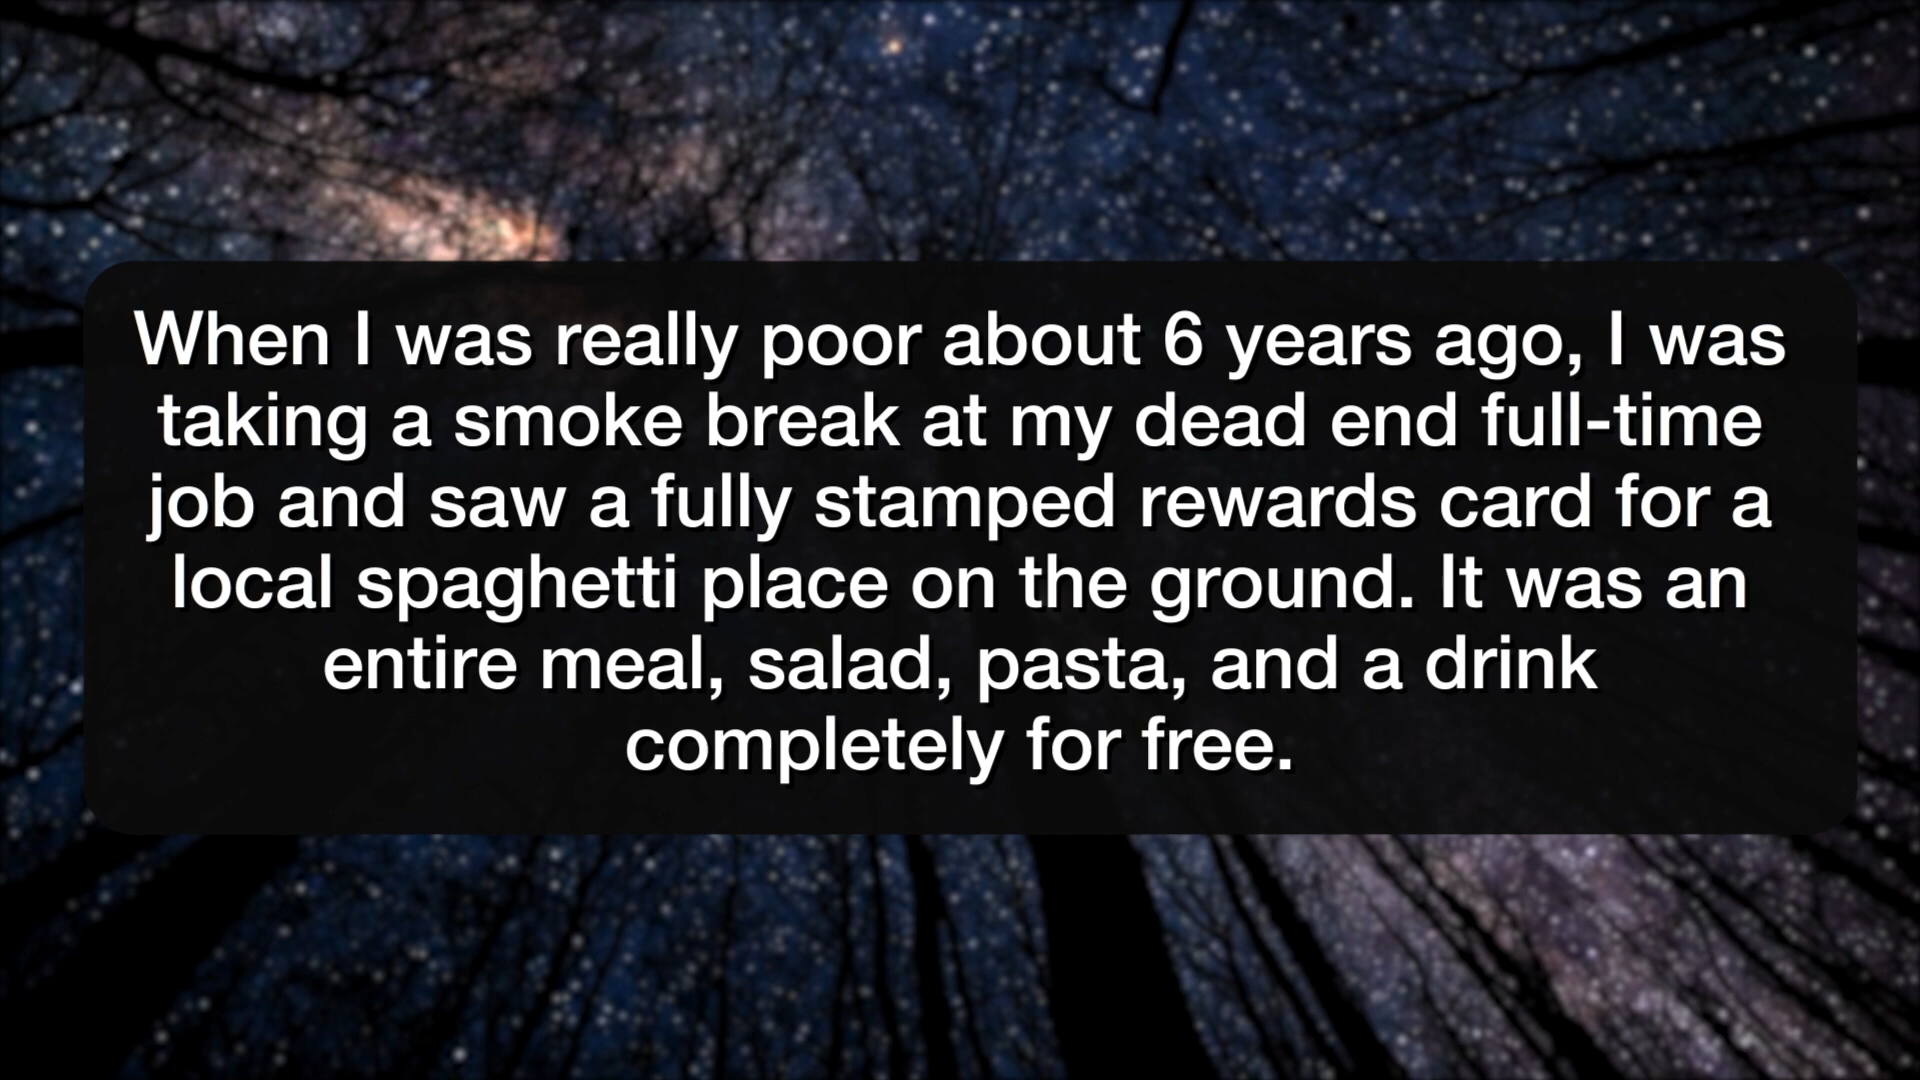 When I was really poor about 6 years ago, I was
taking a smoke break at my dead end full-time
job and saw a fully stamped rewards card for a
local spaghetti place on the ground. It was an
entire meal, salad, pasta, and a drink
completely for free.